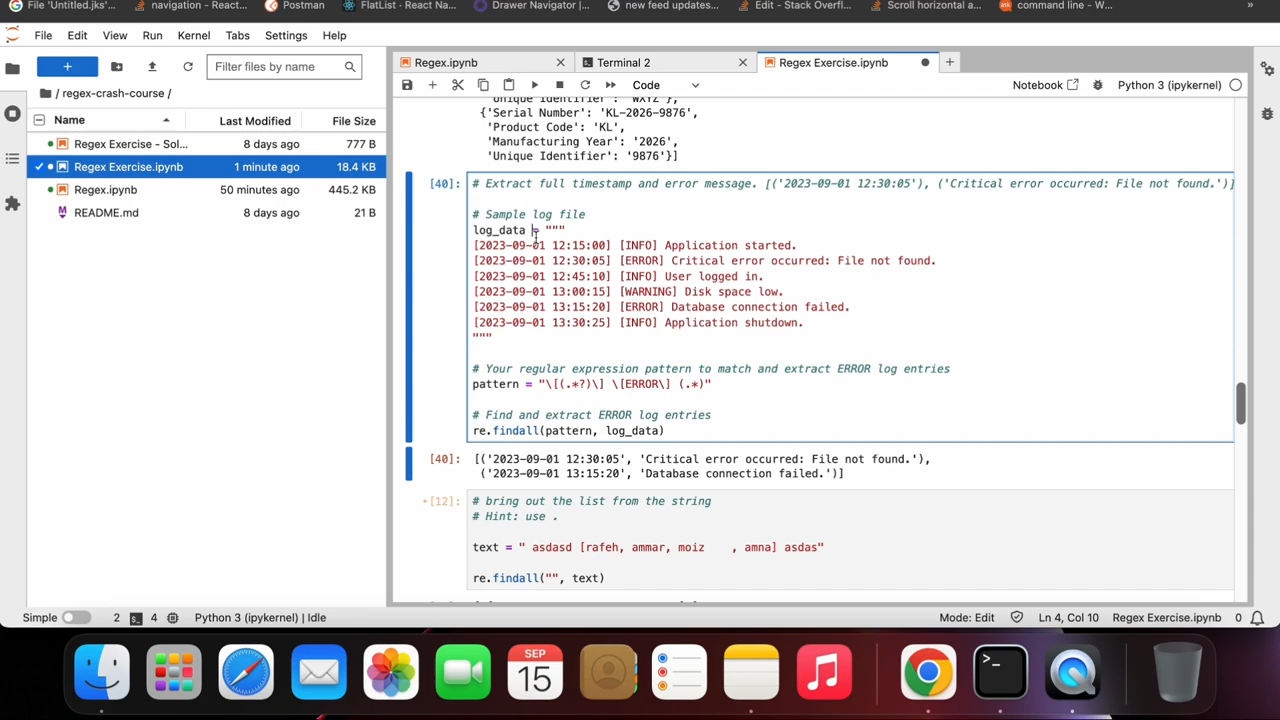 File 'Untitled.jks'...
navigation - React...
Postman
FlatList · React Na...
Drawer Navigator |...
new feed updates...
Edit - Stack Overfl...
Scroll horizontal a...
command line - W...
File Edit View Run Kernel Tabs Settings Help
Regex.ipynb
Terminal 2
Regex Exercise.ipynb
Filter files by name
Code
Notebook
Python 3 (ipykernel)
/ regex-crash-course /
Name Last Modified File Size
Regex Exercise - Sol... 8 days ago 777 B
Regex Exercise.ipynb 1 minute ago 18.4 KB
Regex.ipynb 50 minutes ago 445.2 KB
README.md 8 days ago 21 B
'Unique Identifier': 'WXYZ'},
{'Serial Number': 'KL-2026-9876',
'Product Code': 'KL',
'Manufacturing Year': '2026',
'Unique Identifier': '9876'}]
[40]: # Extract full timestamp and error message. [('2023-09-01 12:30:05'), ('Critical error occurred: File not found.')]
# Sample log file
log_data = """
[2023-09-01 12:15:00] [INFO] Application started.
[2023-09-01 12:30:05] [ERROR] Critical error occurred: File not found.
[2023-09-01 12:45:10] [INFO] User logged in.
[2023-09-01 13:00:15] [WARNING] Disk space low.
[2023-09-01 13:15:20] [ERROR] Database connection failed.
[2023-09-01 13:30:25] [INFO] Application shutdown.
"""
# Your regular expression pattern to match and extract ERROR log entries
pattern = "\[(.*?)\] \[ERROR\] (.*)"
# Find and extract ERROR log entries
re.findall(pattern, log_data)
[40]: [('2023-09-01 12:30:05', 'Critical error occurred: File not found.'),
('2023-09-01 13:15:20', 'Database connection failed.')]
[12]: # bring out the list from the string
# Hint: use .
text = " asdasd [rafeh, ammar, moiz    , amna] asdas"
re.findall("", text)
Simple 2 4 Python 3 (ipykernel) | Idle Mode: Edit Ln 4, Col 10 Regex Exercise.ipynb 0
SEP
15